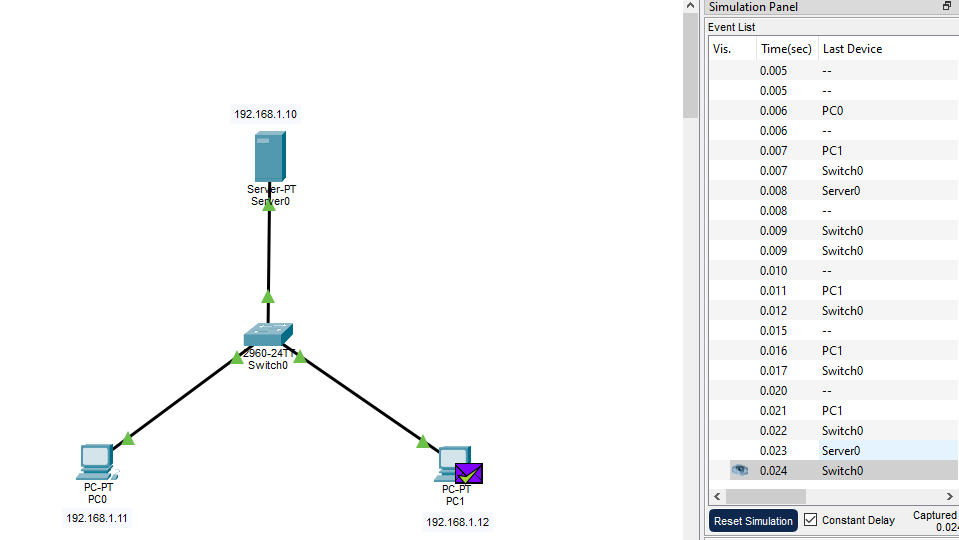 192.168.1.10
Server-PT
Server0
2960-24TT
Switch0
PC-PT
PC0
192.168.1.11
PC-PT
PC1
192.168.1.12
Simulation Panel
Event List
Vis. Time(sec) Last Device
0.005 --
0.005 --
0.006 PC0
0.006 --
0.007 PC1
0.007 Switch0
0.008 Server0
0.008 --
0.009 Switch0
0.009 Switch0
0.010 --
0.011 PC1
0.012 Switch0
0.015 --
0.016 PC1
0.017 Switch0
0.020 --
0.021 PC1
0.022 Switch0
0.023 Server0
0.024 Switch0
Reset Simulation Constant Delay Captured
0.024